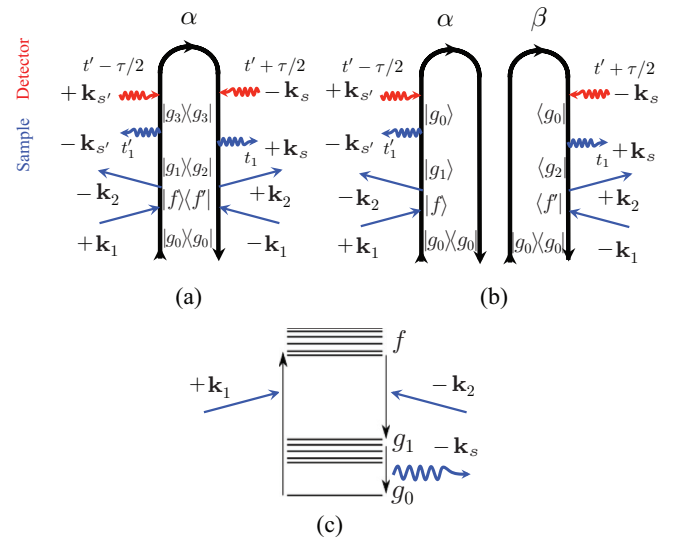 α
α
β
t′ − τ/2
t′ + τ/2
t′ − τ/2
t′ + τ/2
Detector
+k_{s′}
−k_s
+k_{s′}
−k_s
|g_3⟩⟨g_3|
|g_0⟩
⟨g_0|
Sample
−k_{s′}
t′_1
t_1
+k_s
−k_{s′}
t′_1
t_1
+k_s
|g_1⟩⟨g_2|
|g_1⟩
⟨g_2|
−k_2
|f⟩⟨f′|
+k_2
−k_2
|f⟩
⟨f′|
+k_2
+k_1
|g_0⟩⟨g_0|
−k_1
+k_1
|g_0⟩⟨g_0|
|g_0⟩⟨g_0|
−k_1
(a)
(b)
f
+k_1
−k_2
g_1
−k_s
g_0
(c)